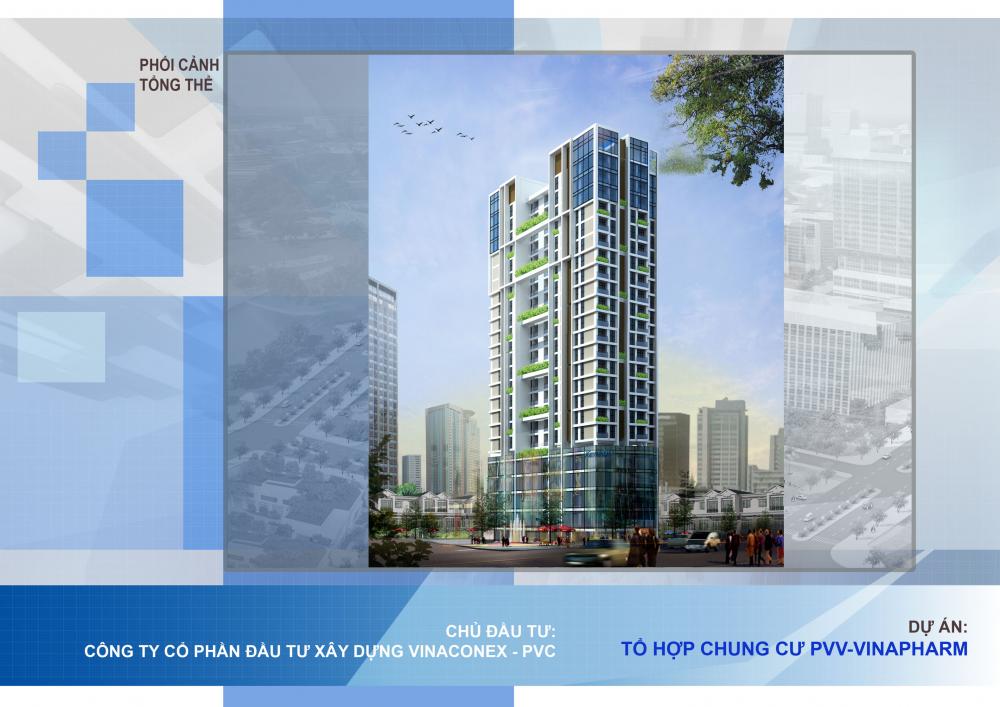 PHỐI CẢNH
TỔNG THỂ
CHỦ ĐẦU TƯ:
CÔNG TY CỔ PHẦN ĐẦU TƯ XÂY DỰNG VINACONEX - PVC
DỰ ÁN:
TỔ HỢP CHUNG CƯ PVV-VINAPHARM